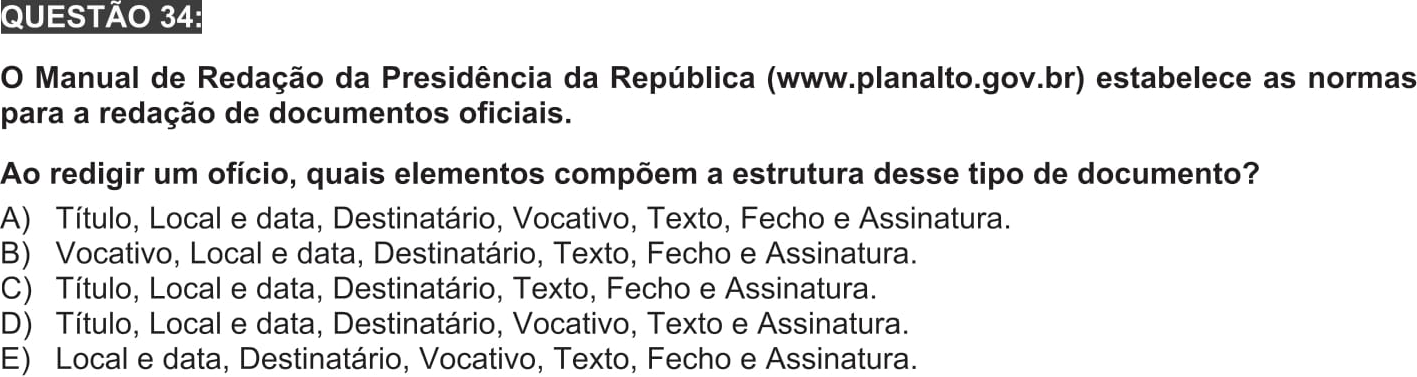 QUESTÃO 34:
O Manual de Redação da Presidência da República (www.planalto.gov.br) estabelece as normas
para a redação de documentos oficiais.
Ao redigir um ofício, quais elementos compõem a estrutura desse tipo de documento?
A) Título, Local e data, Destinatário, Vocativo, Texto, Fecho e Assinatura.
B) Vocativo, Local e data, Destinatário, Texto, Fecho e Assinatura.
C) Título, Local e data, Destinatário, Texto, Fecho e Assinatura.
D) Título, Local e data, Destinatário, Vocativo, Texto e Assinatura.
E) Local e data, Destinatário, Vocativo, Texto, Fecho e Assinatura.